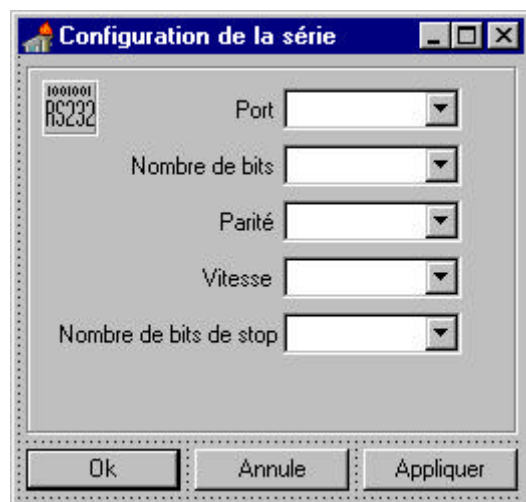 Configuration de la série
1001001
RS232
Port
Nombre de bits
Parité
Vitesse
Nombre de bits de stop
Ok
Annule
Appliquer